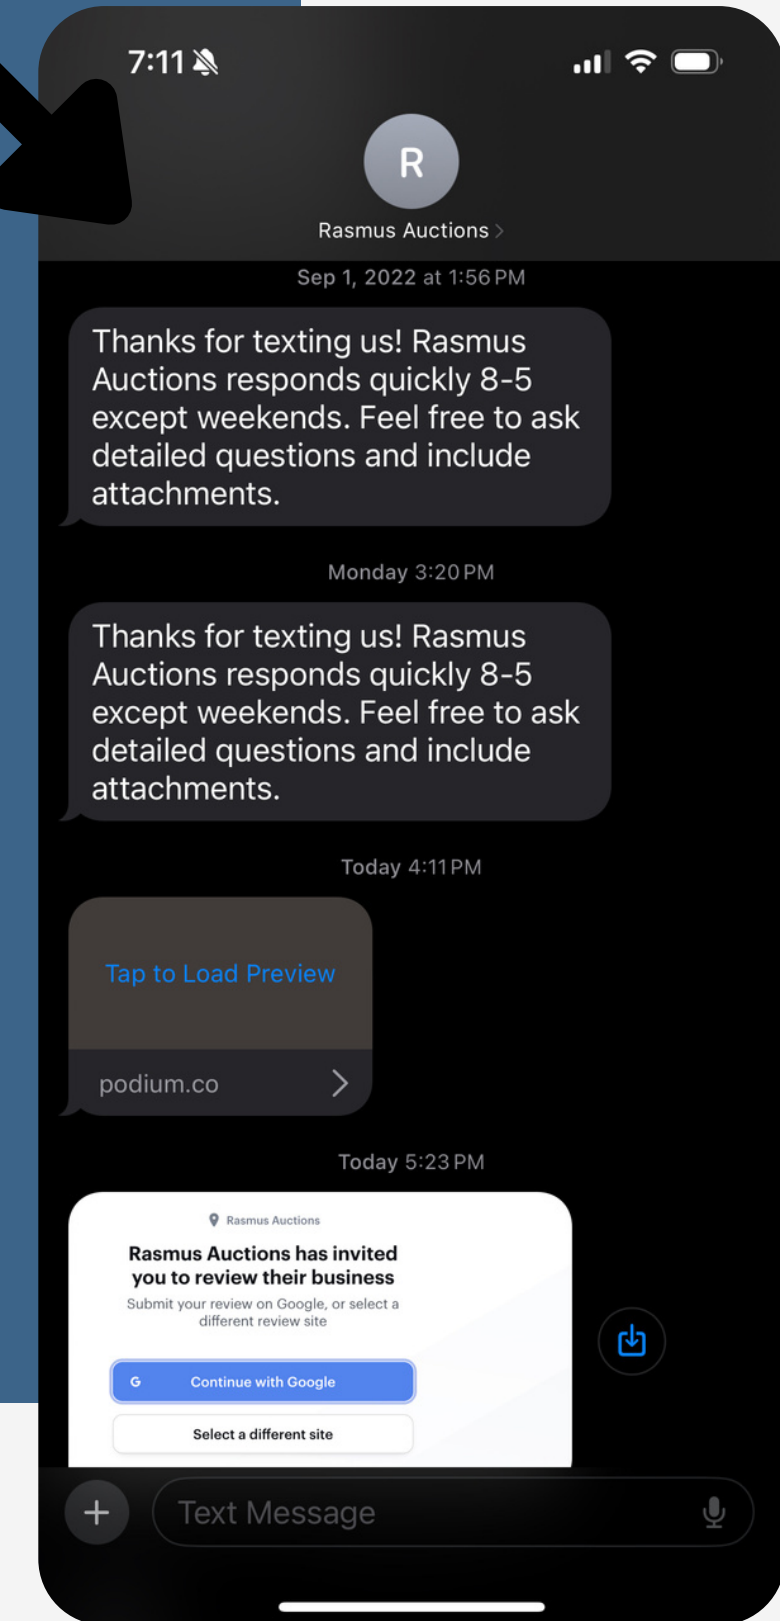 7:11
R
Rasmus Auctions
Sep 1, 2022 at 1:56 PM
Thanks for texting us! Rasmus
Auctions responds quickly 8-5
except weekends. Feel free to ask
detailed questions and include
attachments.
Monday 3:20 PM
Thanks for texting us! Rasmus
Auctions responds quickly 8-5
except weekends. Feel free to ask
detailed questions and include
attachments.
Today 4:11 PM
Tap to Load Preview
podium.co
Today 5:23 PM
Rasmus Auctions
Rasmus Auctions has invited
you to review their business
Submit your review on Google, or select a
different review site
G Continue with Google
Select a different site
Text Message